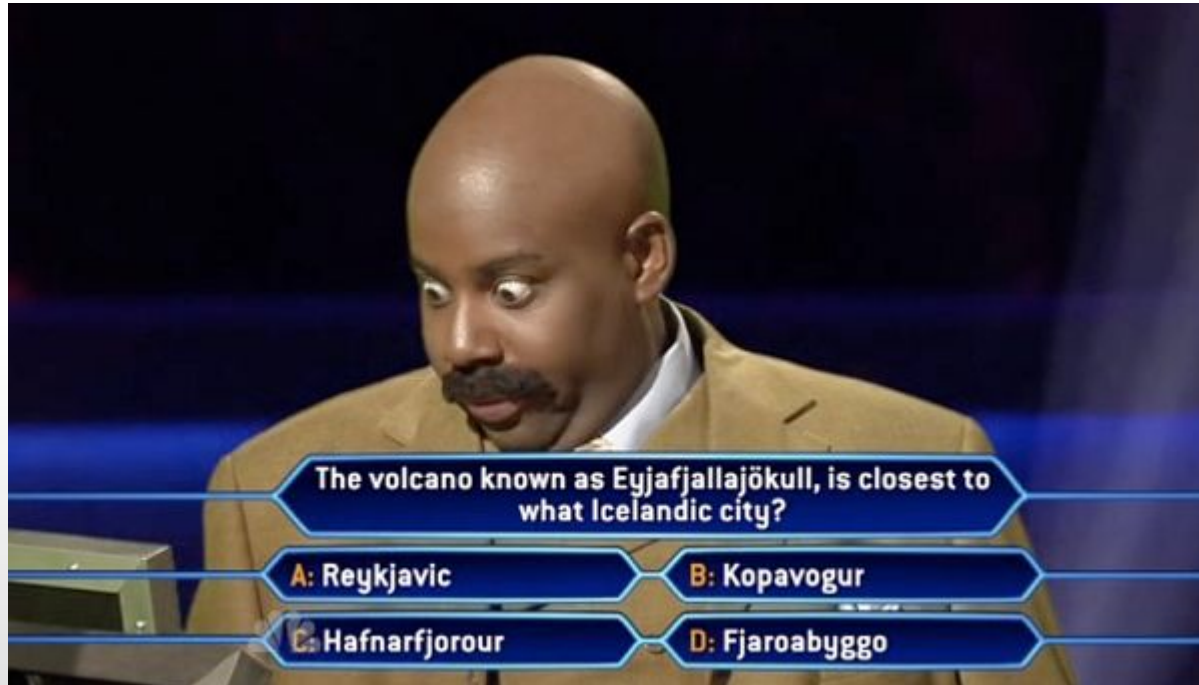 The volcano known as Eyjafjallajökull, is closest to
what Icelandic city?
A: Reykjavic
B: Kopavogur
C: Hafnarfjorour
D: Fjaroabyggo